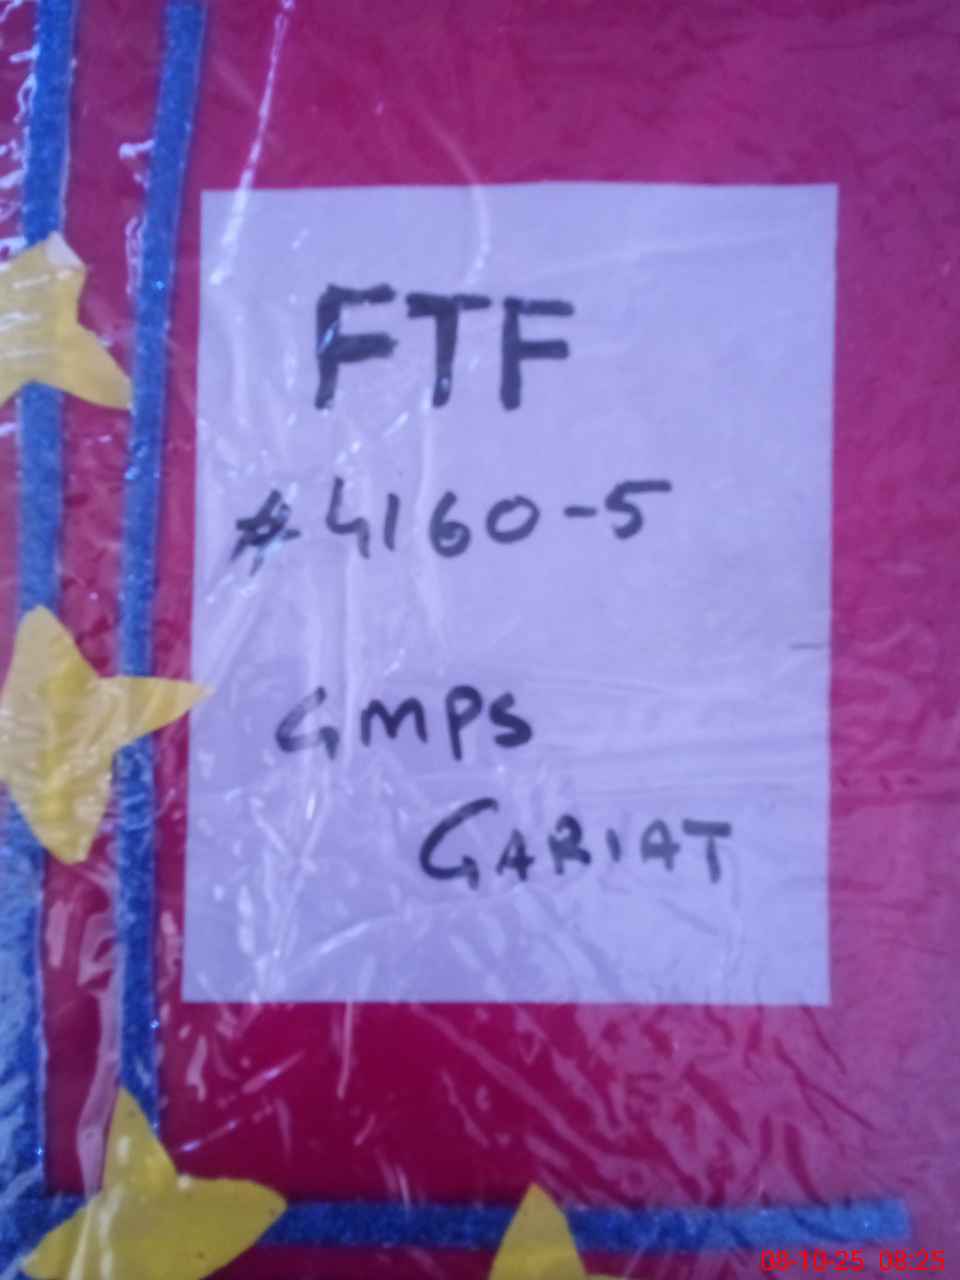 FTF
# 4160-5
GMPS
GARIAT
08-10-25 08:25